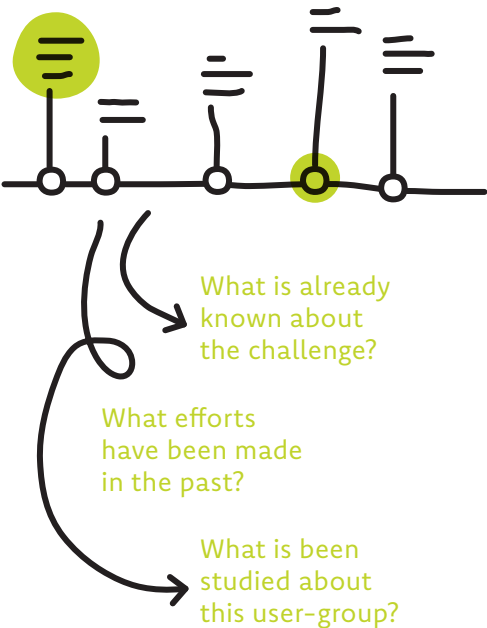 What is already
known about
the challenge?
What efforts
have been made
in the past?
What is been
studied about
this user-group?